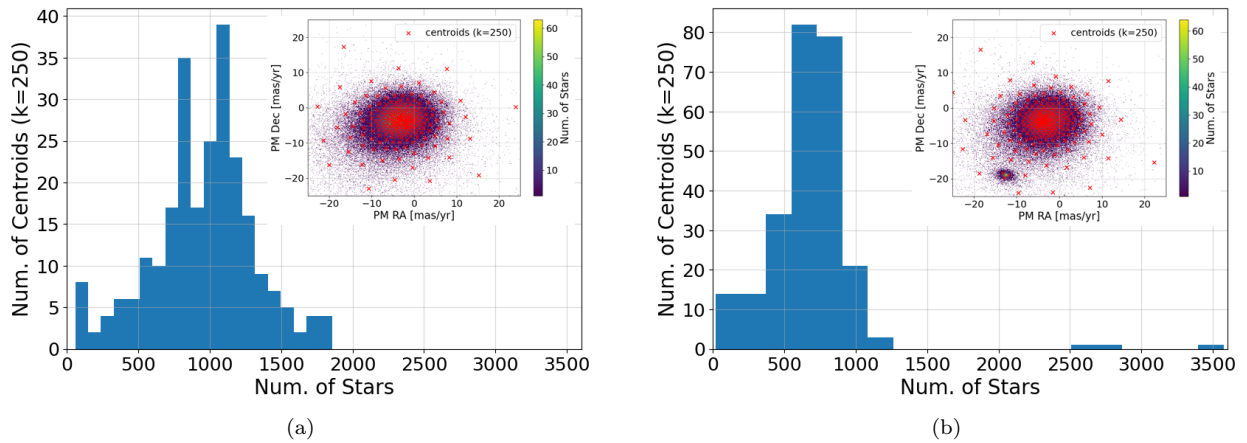 40
35
30
25
20
15
10
5
0
Num. of Centroids (k=250)
0 500 1000 1500 2000 2500 3000 3500
Num. of Stars
× centroids (k=250)
20
10
0
−10
−20
PM Dec [mas/yr]
−20 −10 0 10 20
PM RA [mas/yr]
60
50
40
30
20
10
Num. of Stars
(a)
80
70
60
50
40
30
20
10
0
Num. of Centroids (k=250)
0 500 1000 1500 2000 2500 3000 3500
Num. of Stars
× centroids (k=250)
20
10
0
−10
−20
PM Dec [mas/yr]
−20 −10 0 10 20
PM RA [mas/yr]
60
50
40
30
20
10
Num. of Stars
(b)